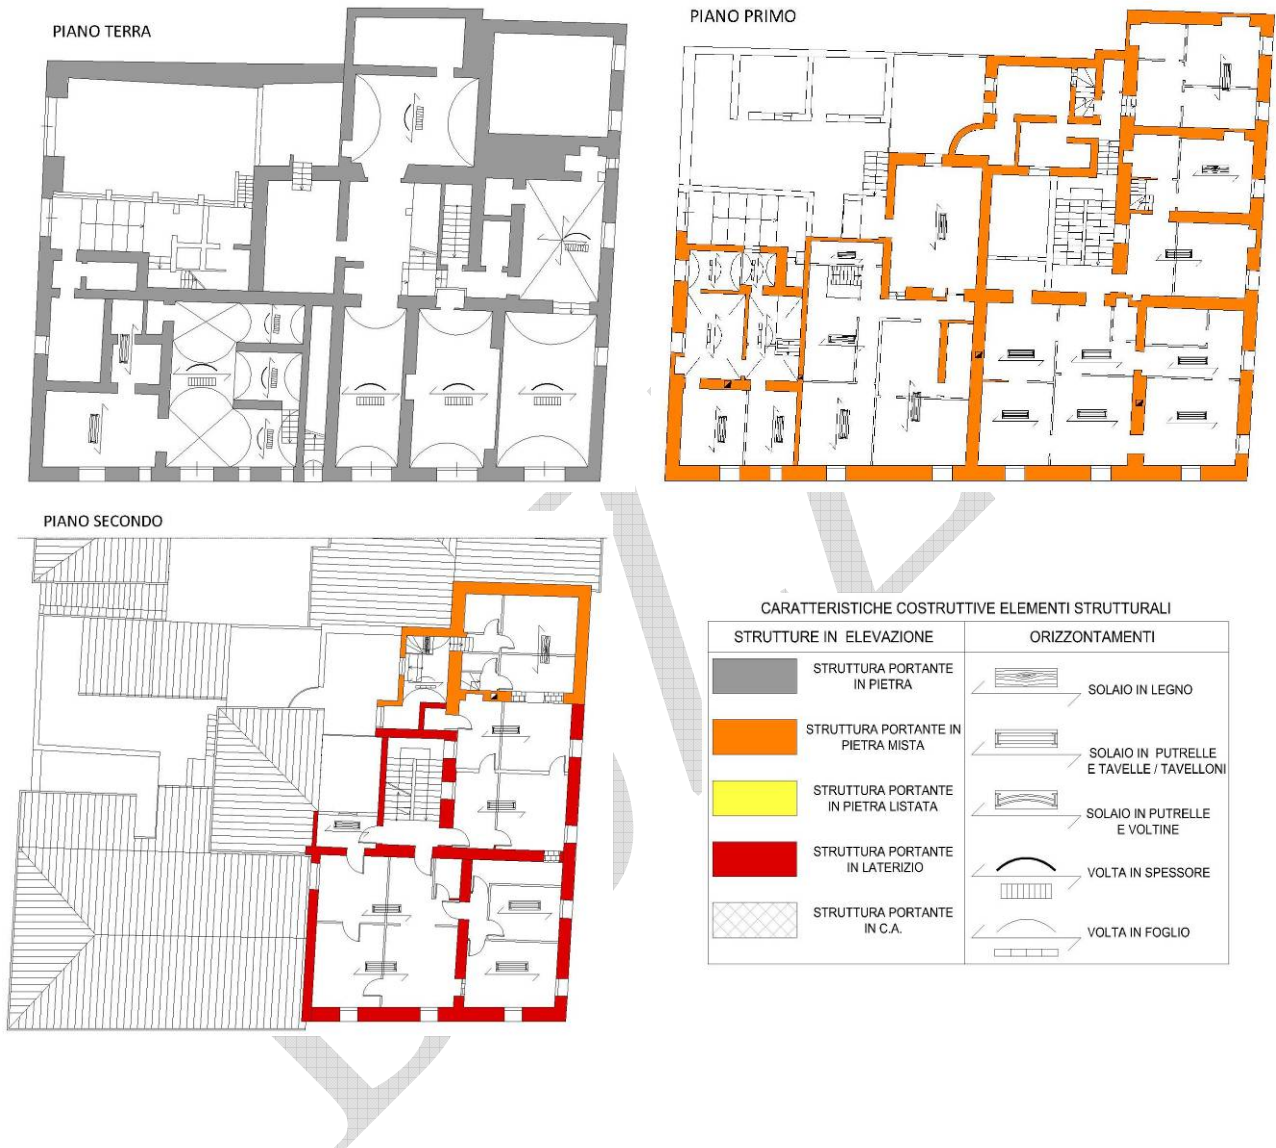 PIANO TERRA
PIANO PRIMO
PIANO SECONDO
CARATTERISTICHE COSTRUTTIVE ELEMENTI STRUTTURALI
STRUTTURE IN ELEVAZIONE
ORIZZONTAMENTI
STRUTTURA PORTANTE
IN PIETRA
SOLAIO IN LEGNO
STRUTTURA PORTANTE IN
PIETRA MISTA
SOLAIO IN PUTRELLE
E TAVELLE / TAVELLONI
STRUTTURA PORTANTE
IN PIETRA LISTATA
SOLAIO IN PUTRELLE
E VOLTINE
STRUTTURA PORTANTE
IN LATERIZIO
VOLTA IN SPESSORE
STRUTTURA PORTANTE
IN C.A.
VOLTA IN FOGLIO